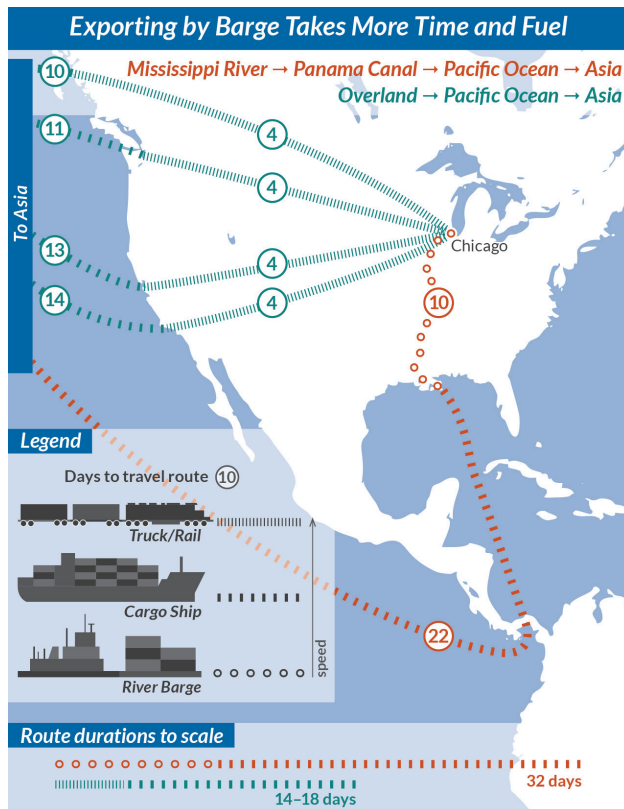 Exporting by Barge Takes More Time and Fuel
Mississippi River → Panama Canal → Pacific Ocean → Asia
Overland → Pacific Ocean → Asia
To Asia
10
11
13
14
4
4
4
4
Chicago
10
22
Legend
Days to travel route 10
Truck/Rail
Cargo Ship
River Barge
speed
Route durations to scale
32 days
14–18 days